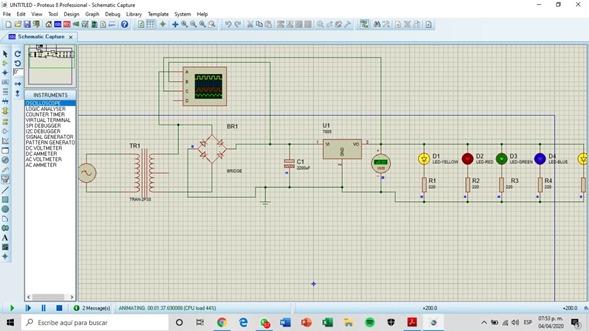 UNTITLED - Proteus 8 Professional - Schematic Capture
File Edit View Tool Design Graph Debug Library Template System Help
Schematic Capture
INSTRUMENTS
OSCILLOSCOPE
LOGIC ANALYSER
COUNTER TIMER
VIRTUAL TERMINAL
SPI DEBUGGER
I2C DEBUGGER
SIGNAL GENERATOR
PATTERN GENERATO
DC VOLTMETER
DC AMMETER
AC VOLTMETER
AC AMMETER
A
B
C
D
TR1
TRAN-2P3S
BR1
BRIDGE
C1
2200uF
U1
7805
VI VO
GND
D1
LED-YELLOW
D2
LED-RED
D3
LED-GREEN
D4
LED-BLUE
R1
220
R2
220
R3
220
R4
220
2 Message(s)
ANIMATING: 00:01:37.630008 (CPU load 44%)
+200.0
+200.0
Escribe aquí para buscar
ESP
07:53 p. m.
04/04/2020